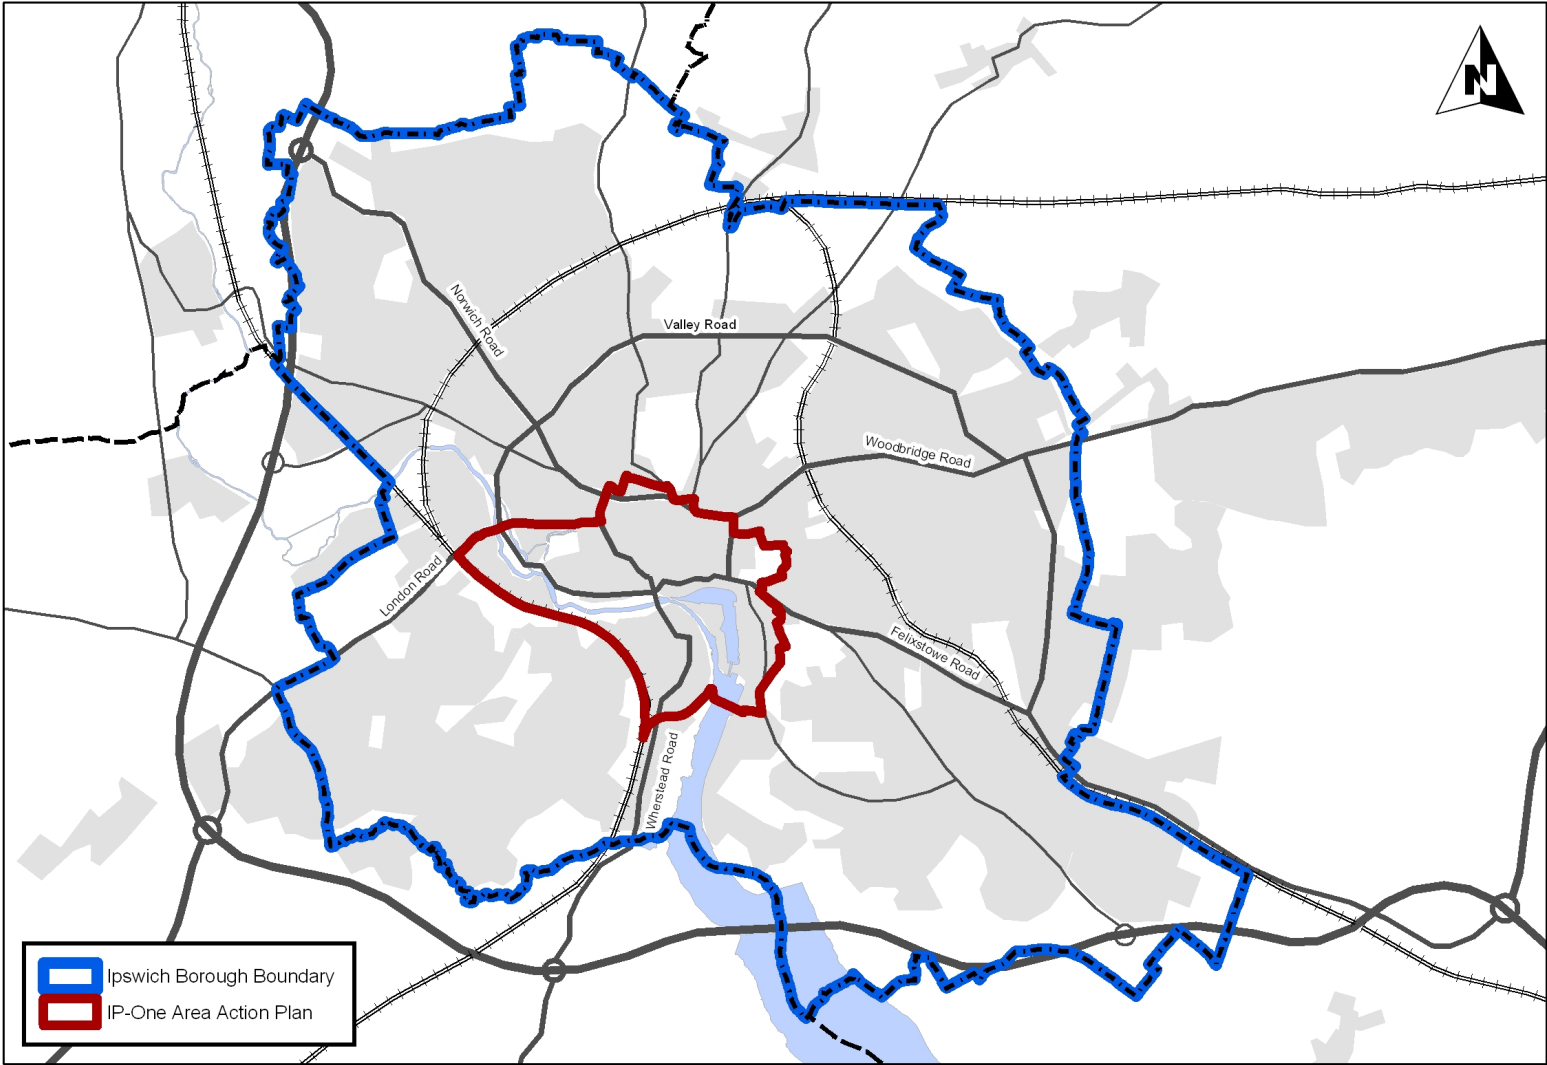 N
Norwich Road
Valley Road
Woodbridge Road
London Road
Felixstowe Road
Wherstead Road
Ipswich Borough Boundary
IP-One Area Action Plan